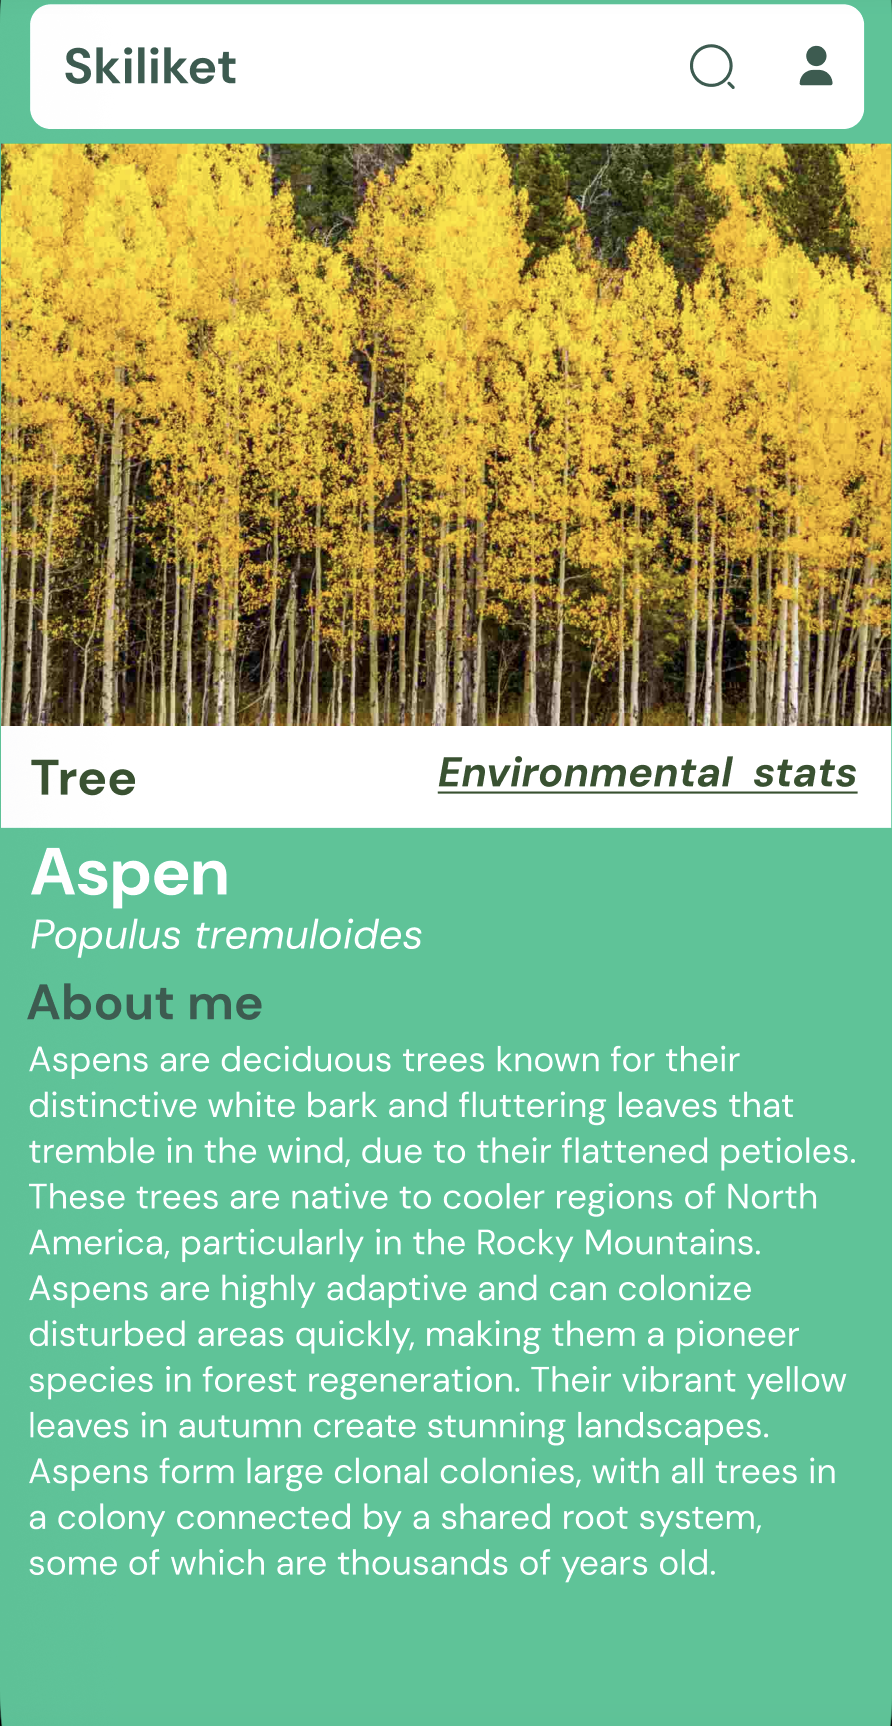 Skiliket
Tree
Environmental stats
Aspen
Populus tremuloides
About me
Aspens are deciduous trees known for their
distinctive white bark and fluttering leaves that
tremble in the wind, due to their flattened petioles.
These trees are native to cooler regions of North
America, particularly in the Rocky Mountains.
Aspens are highly adaptive and can colonize
disturbed areas quickly, making them a pioneer
species in forest regeneration. Their vibrant yellow
leaves in autumn create stunning landscapes.
Aspens form large clonal colonies, with all trees in
a colony connected by a shared root system,
some of which are thousands of years old.